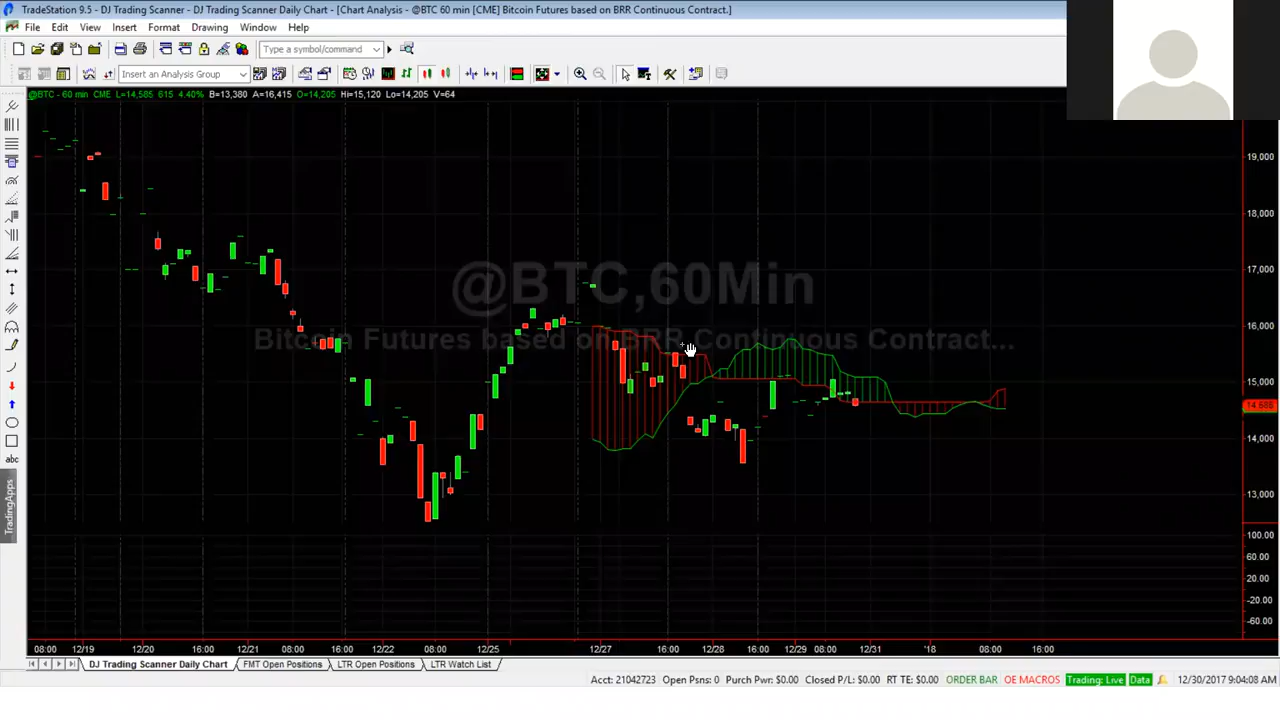 TradeStation 9.5 - DJ Trading Scanner - DJ Trading Scanner Daily Chart - [Chart Analysis - @BTC 60 min [CME] Bitcoin Futures based on BRR Continuous Contract.]
File Edit View Insert Format Drawing Window Help
Type a symbol/command
Insert an Analysis Group
@BTC - 60 min CME L=14,585 615 4.40% B=13,380 A=16,415 O=14,205 Hi=15,120 Lo=14,205 V=64
19,000
18,000
17,000
@BTC,60Min
16,000
Bitcoin Futures based on BRR Continuous Contract...
15,000
14,585
14,000
abc
13,000
TradingApps
100.00
60.00
20.00
-20.00
-60.00
08:00 12/19 12/20 16:00 12/21 08:00 16:00 12/22 08:00 12/25 12/27 16:00 12/28 16:00 12/29 08:00 12/31 '18 08:00 16:00
DJ Trading Scanner Daily Chart FMT Open Positions LTR Open Positions LTR Watch List
Acct: 21042723 Open Psns: 0 Purch Pwr: $0.00 Closed P/L: $0.00 RT TE: $0.00 ORDER BAR OE MACROS Trading: Live Data 12/30/2017 9:04:08 AM